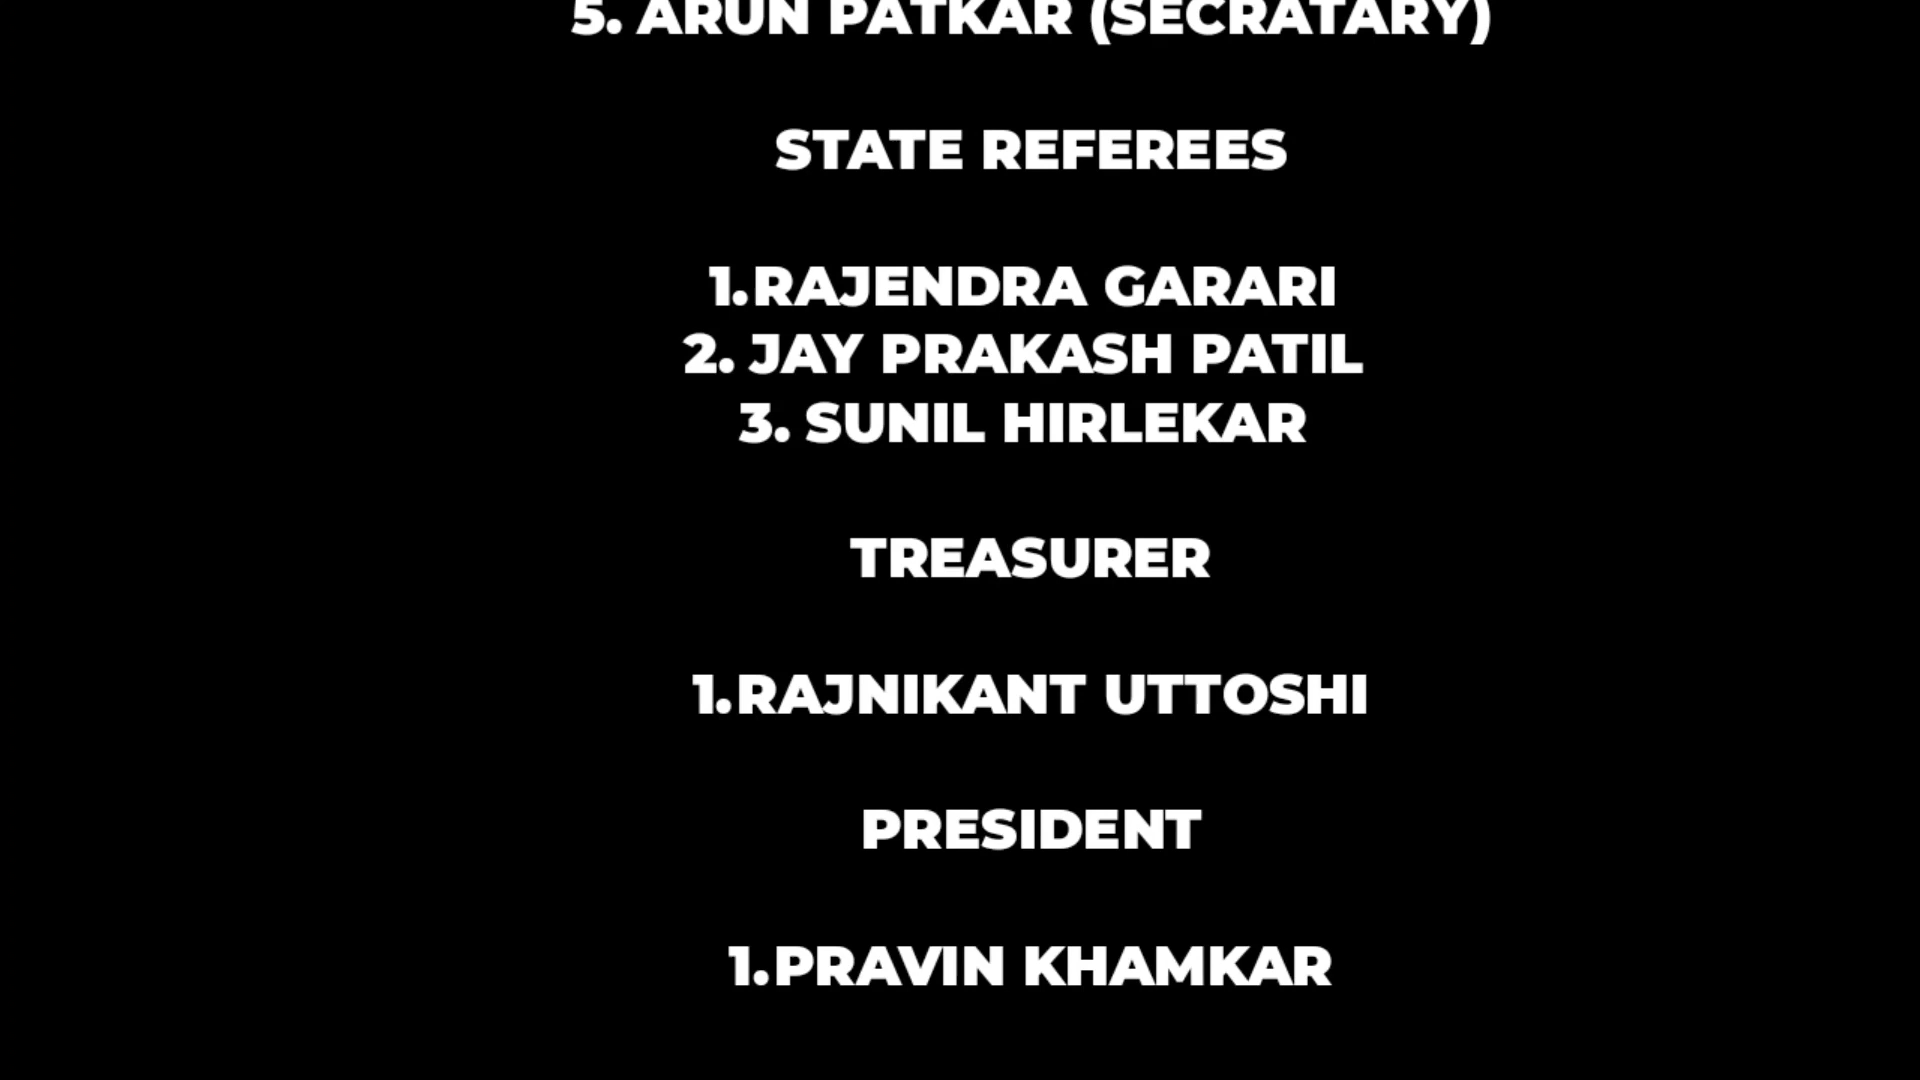 5. ARUN PATKAR (SECRATARY)
STATE REFEREES
1.RAJENDRA GARARI
2. JAY PRAKASH PATIL
3. SUNIL HIRLEKAR
TREASURER
1.RAJNIKANT UTTOSHI
PRESIDENT
1.PRAVIN KHAMKAR